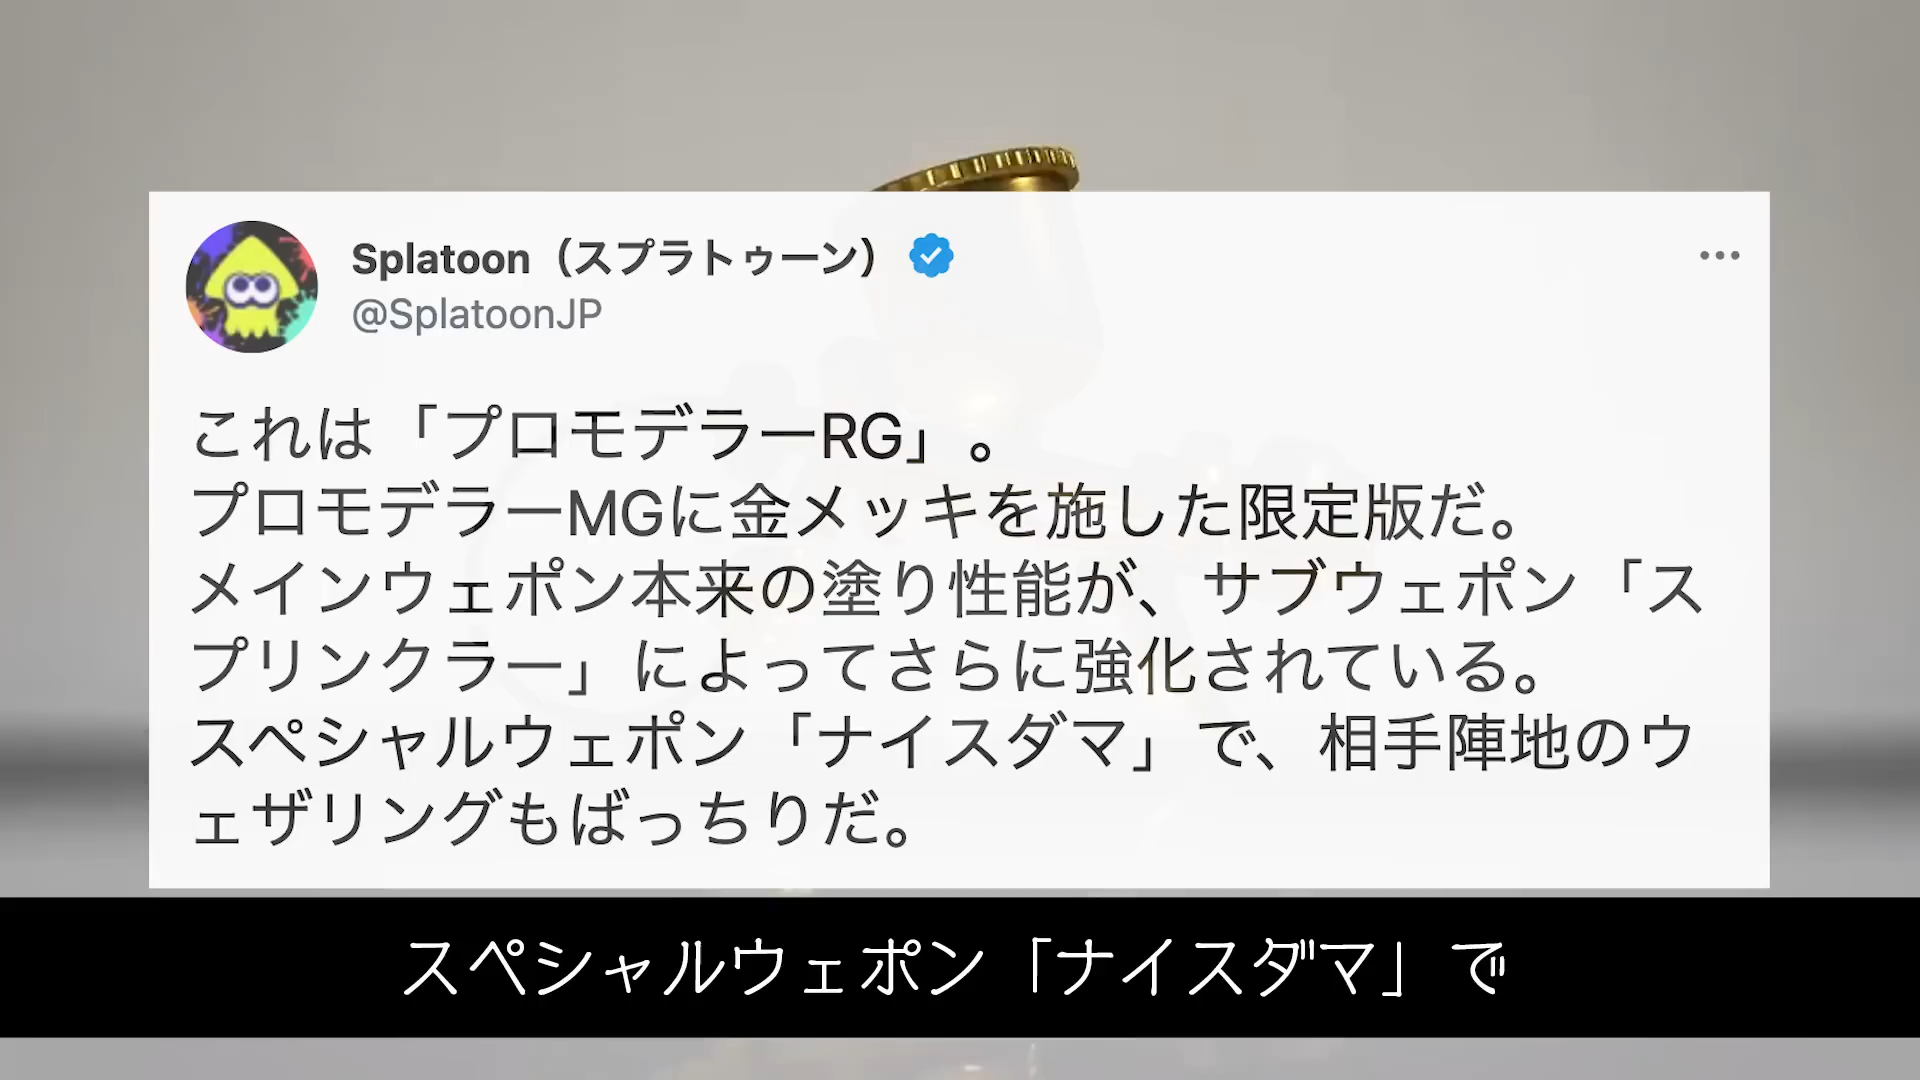 Splatoon（スプラトゥーン）
@SplatoonJP
これは「プロモデラーRG」。
プロモデラーMGに金メッキを施した限定版だ。
メインウェポン本来の塗り性能が、サブウェポン「ス
プリンクラー」によってさらに強化されている。
スペシャルウェポン「ナイスダマ」で、相手陣地のウ
ェザリングもばっちりだ。
スペシャルウェポン「ナイスダマ」で